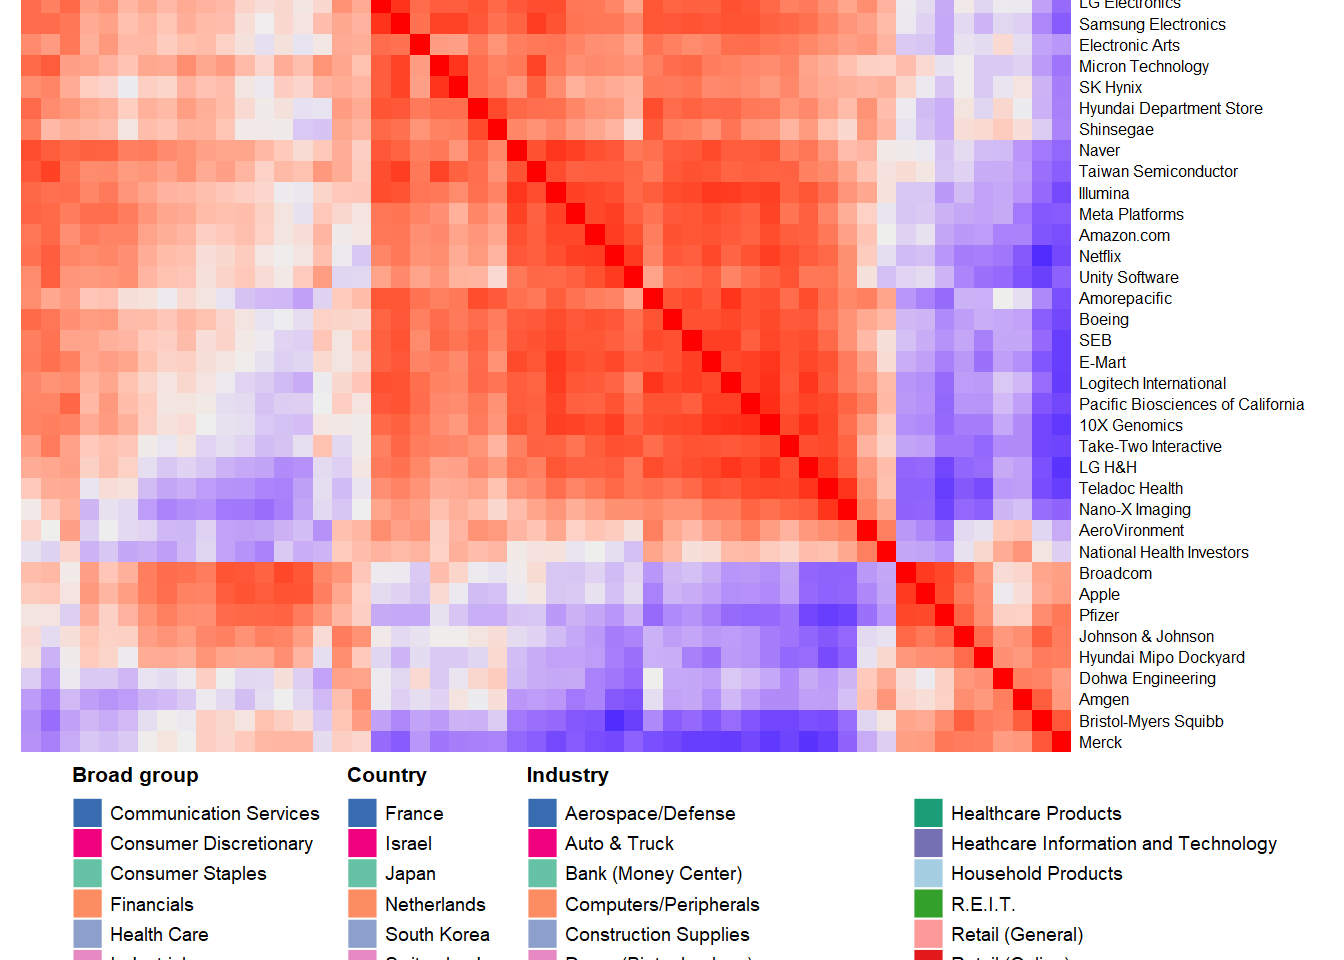 LG Electronics
Samsung Electronics
Electronic Arts
Micron Technology
SK Hynix
Hyundai Department Store
Shinsegae
Naver
Taiwan Semiconductor
Illumina
Meta Platforms
Amazon.com
Netflix
Unity Software
Amorepacific
Boeing
SEB
E-Mart
Logitech International
Pacific Biosciences of California
10X Genomics
Take-Two Interactive
LG H&H
Teladoc Health
Nano-X Imaging
AeroVironment
National Health Investors
Broadcom
Apple
Pfizer
Johnson & Johnson
Hyundai Mipo Dockyard
Dohwa Engineering
Amgen
Bristol-Myers Squibb
Merck
Broad group
Communication Services
Consumer Discretionary
Consumer Staples
Financials
Health Care
Country
France
Israel
Japan
Netherlands
South Korea
Industry
Aerospace/Defense
Auto & Truck
Bank (Money Center)
Computers/Peripherals
Construction Supplies
Healthcare Products
Heathcare Information and Technology
Household Products
R.E.I.T.
Retail (General)